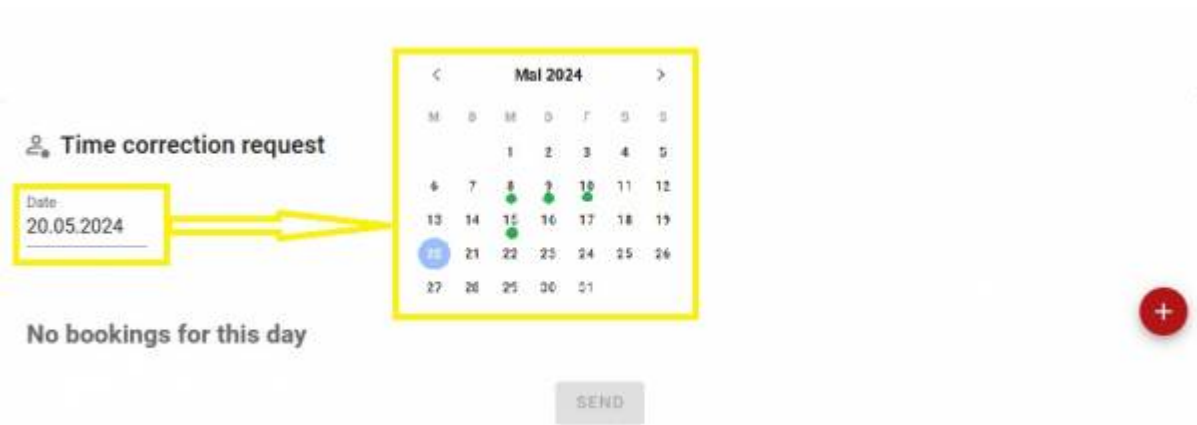 Time correction request
Date
20.05.2024
No bookings for this day
< Mai 2024 >
M D M D F S S
1 2 3 4 5
6 7 8 9 10 11 12
13 14 15 16 17 18 19
20 21 22 23 24 25 26
27 28 29 30 31
+
SEND